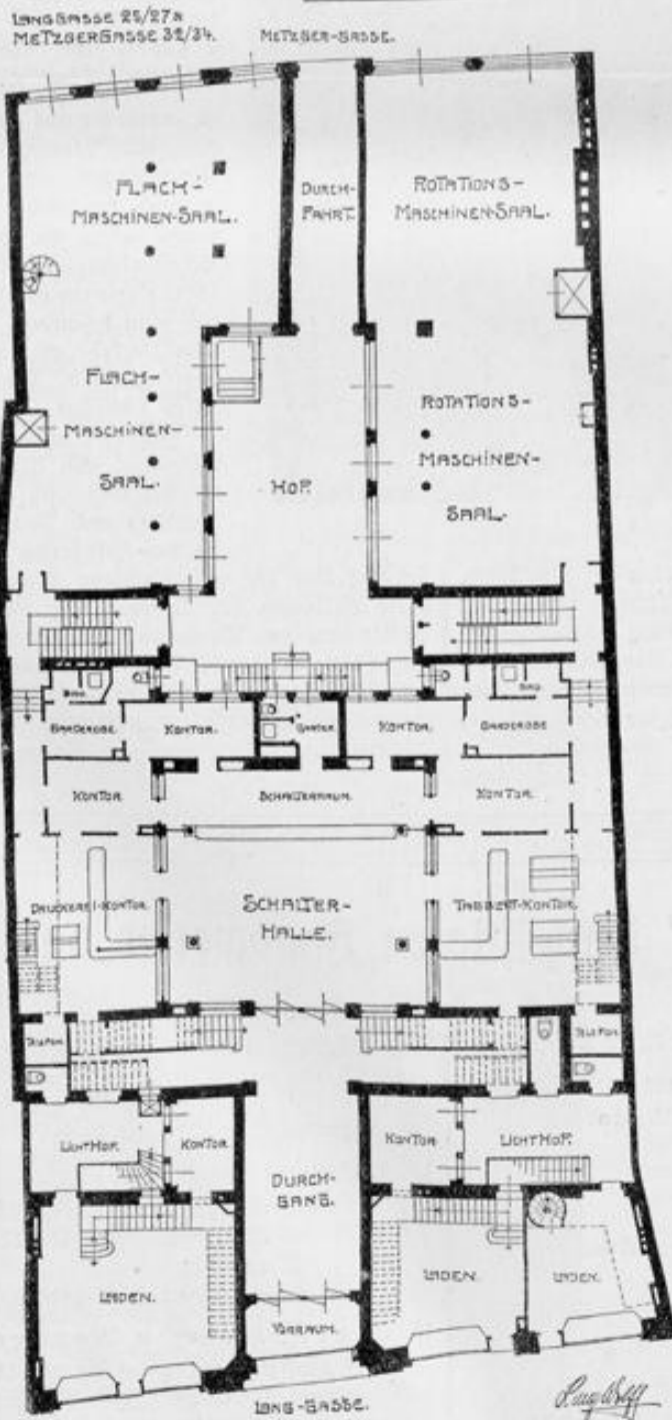 LANGGASSE 25/27a
METZGERGASSE 32/34.
METZGER-GASSE.
FLACH-
MASCHINEN-SAAL.
DURCH-
FAHRT.
ROTATIONS-
MASCHINEN-SAAL.
FLACH-
MASCHINEN-
SAAL.
HOF.
ROTATIONS-
MASCHINEN-
SAAL.
BAD.
BAD.
GARDEROBE.
KONTOR.
KONTOR.
GARDEROBE
KONTOR
SCHALTERRAUM.
KONTOR.
DRUCKEREI-KONTOR.
SCHALTER-
HALLE.
TAGBLATT-KONTOR.
TELEFON.
TELEFON.
LICHTHOF.
KONTOR
KONTOR
LICHTHOF.
DURCH-
GANG.
LADEN.
LADEN.
LADEN.
VORRAUM.
LANG-GASSE.